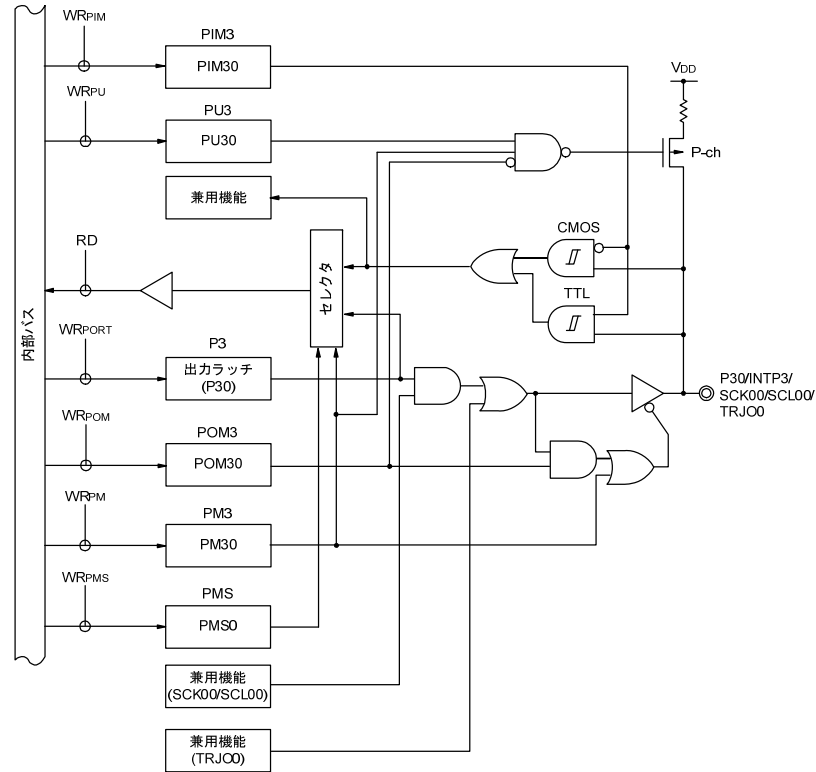 WRPIM
PIM3
PIM30
VDD
WRPU
PU3
PU30
P-ch
兼用機能
CMOS
RD
セレクタ
TTL
内部バス
WRPORT
P3
出力ラッチ
(P30)
P30/INTP3/
SCK00/SCL00/
TRJO0
WRPOM
POM3
POM30
WRPM
PM3
PM30
WRPMS
PMS
PMS0
兼用機能
(SCK00/SCL00)
兼用機能
(TRJO0)